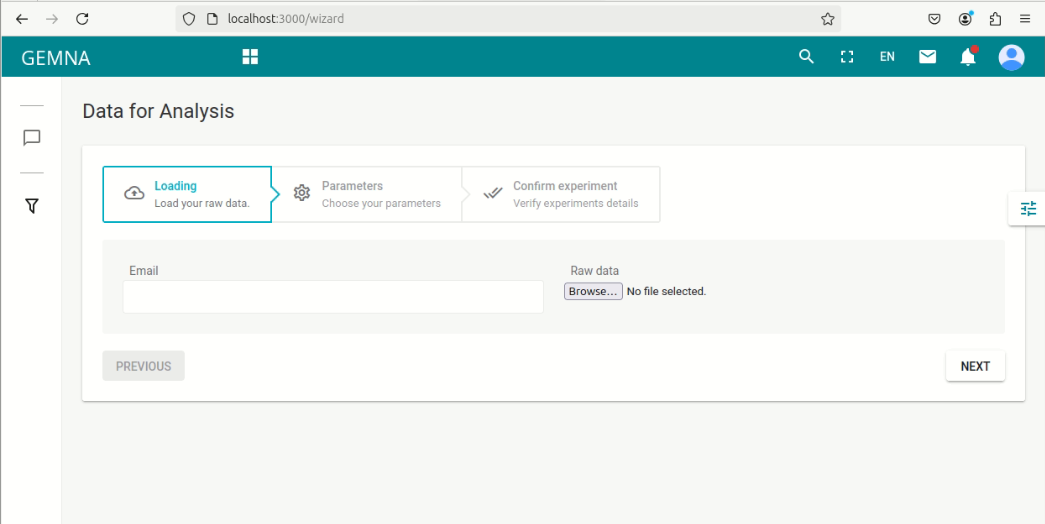 localhost:3000/wizard
GEMNA
EN
Data for Analysis
Loading
Load your raw data.
Parameters
Choose your parameters
Confirm experiment
Verify experiments details
Email
Raw data
Browse... No file selected.
PREVIOUS
NEXT